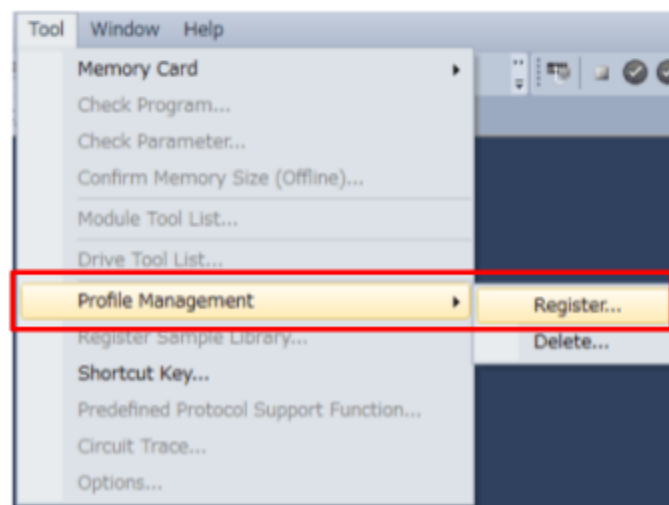 Tool Window Help
Memory Card
Check Program...
Check Parameter...
Confirm Memory Size (Offline)...
Module Tool List...
Drive Tool List...
Profile Management
Register...
Register Sample Library...
Delete...
Shortcut Key...
Predefined Protocol Support Function...
Circuit Trace...
Options...